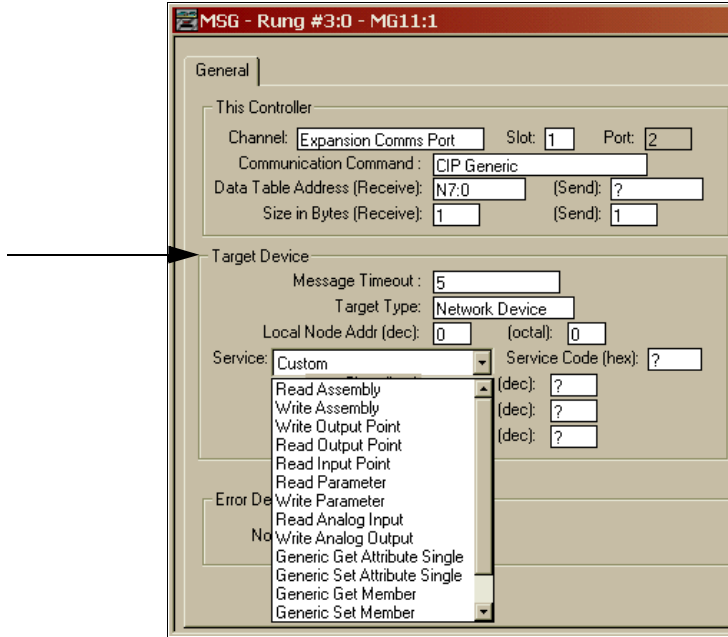 MSG - Rung #3:0 - MG11:1
General
This Controller
Channel: Expansion Comms Port Slot: 1 Port: 2
Communication Command : CIP Generic
Data Table Address (Receive): N7:0 (Send): ?
Size in Bytes (Receive): 1 (Send): 1
Target Device
Message Timeout : 5
Target Type: Network Device
Local Node Addr (dec): 0 (octal): 0
Service: Custom Service Code (hex): ?
(dec): ?
(dec): ?
(dec): ?
Read Assembly
Write Assembly
Write Output Point
Read Output Point
Read Input Point
Read Parameter
Write Parameter
Read Analog Input
Write Analog Output
Generic Get Attribute Single
Generic Set Attribute Single
Generic Get Member
Generic Set Member
Error De
No